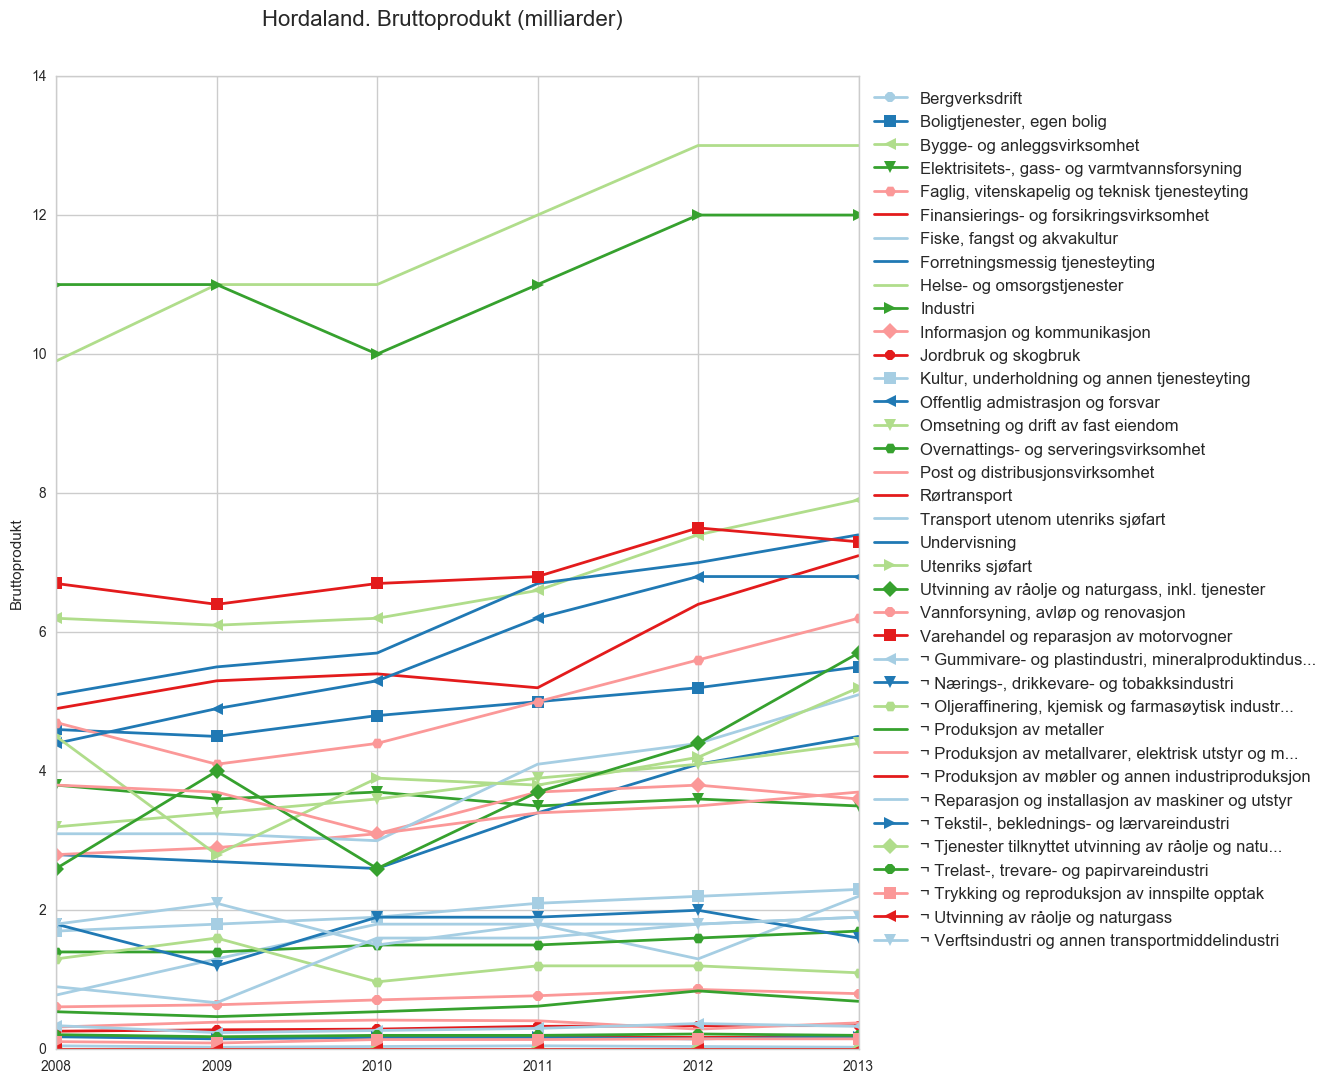 Hordaland. Bruttoprodukt (milliarder)
14
12
10
8
6
4
2
0
Bruttoprodukt
2008
2009
2010
2011
2012
2013
Bergverksdrift
Boligtjenester, egen bolig
Bygge- og anleggsvirksomhet
Elektrisitets-, gass- og varmtvannsforsyning
Faglig, vitenskapelig og teknisk tjenesteyting
Finansierings- og forsikringsvirksomhet
Fiske, fangst og akvakultur
Forretningsmessig tjenesteyting
Helse- og omsorgstjenester
Industri
Informasjon og kommunikasjon
Jordbruk og skogbruk
Kultur, underholdning og annen tjenesteyting
Offentlig admistrasjon og forsvar
Omsetning og drift av fast eiendom
Overnattings- og serveringsvirksomhet
Post og distribusjonsvirksomhet
Rørtransport
Transport utenom utenriks sjøfart
Undervisning
Utenriks sjøfart
Utvinning av råolje og naturgass, inkl. tjenester
Vannforsyning, avløp og renovasjon
Varehandel og reparasjon av motorvogner
¬ Gummivare- og plastindustri, mineralproduktindus...
¬ Nærings-, drikkevare- og tobakksindustri
¬ Oljeraffinering, kjemisk og farmasøytisk industr...
¬ Produksjon av metaller
¬ Produksjon av metallvarer, elektrisk utstyr og m...
¬ Produksjon av møbler og annen industriproduksjon
¬ Reparasjon og installasjon av maskiner og utstyr
¬ Tekstil-, beklednings- og lærvareindustri
¬ Tjenester tilknyttet utvinning av råolje og natu...
¬ Trelast-, trevare- og papirvareindustri
¬ Trykking og reproduksjon av innspilte opptak
¬ Utvinning av råolje og naturgass
¬ Verftsindustri og annen transportmiddelindustri